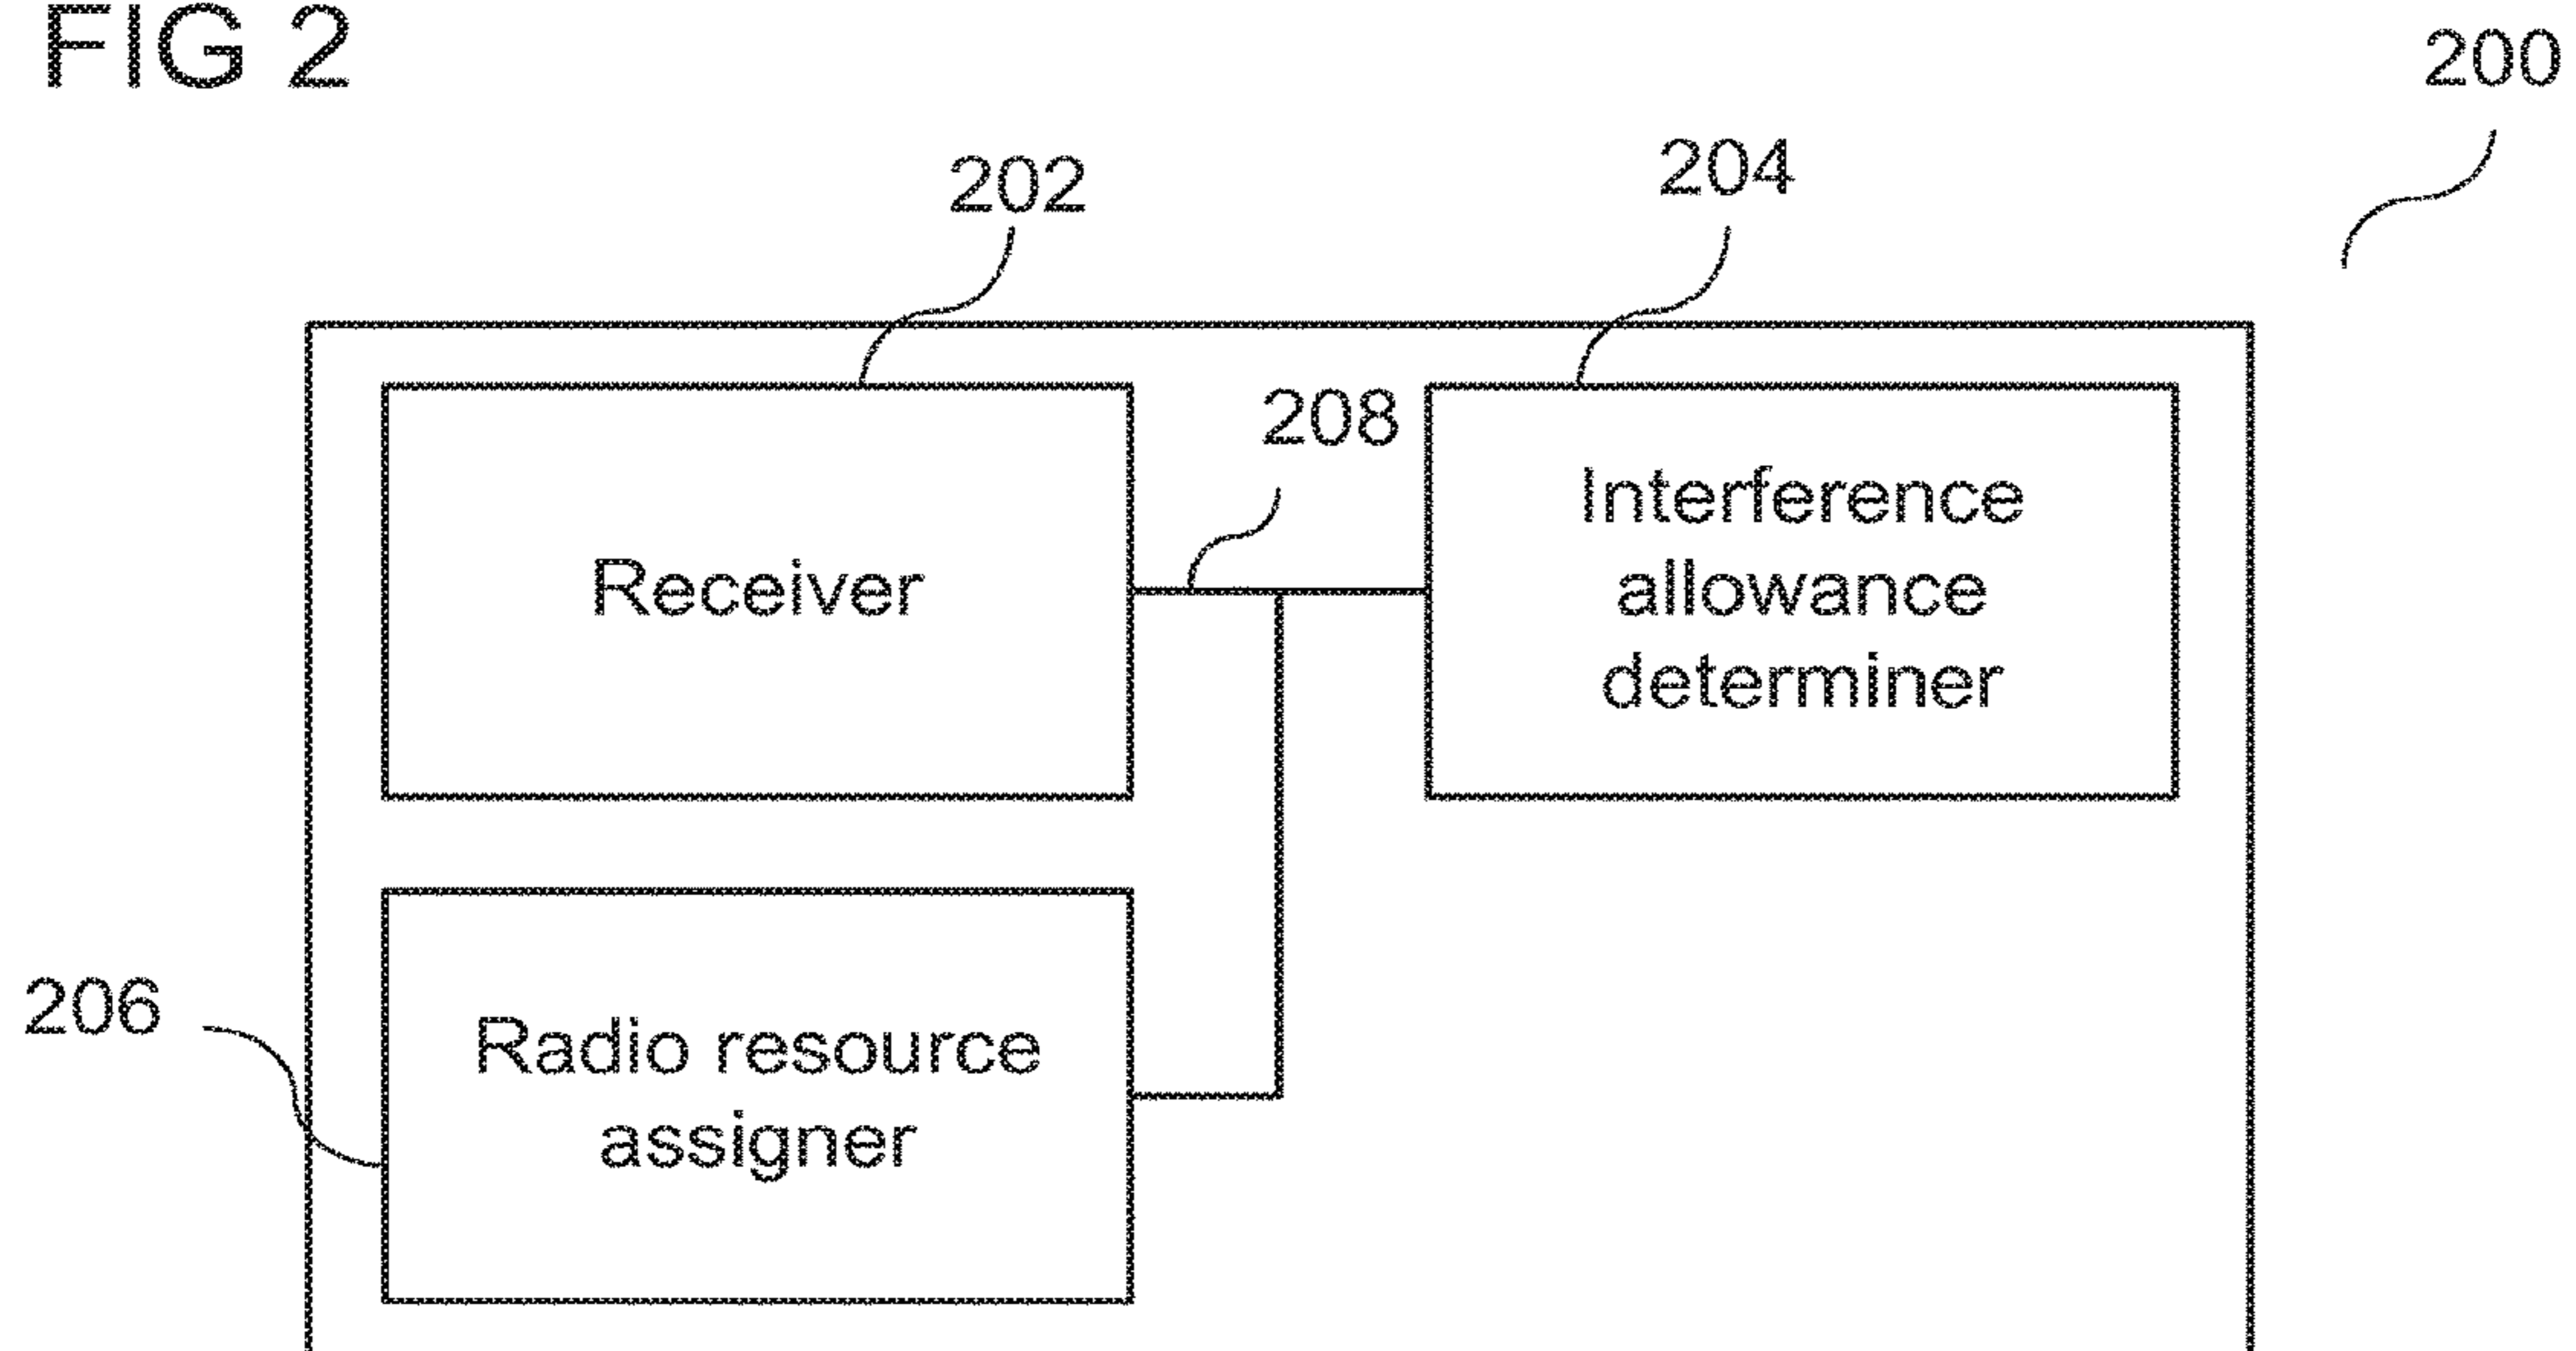 FIG 2
200
202
204
208
Receiver
Interference
allowance
determiner
206
Radio resource
assigner